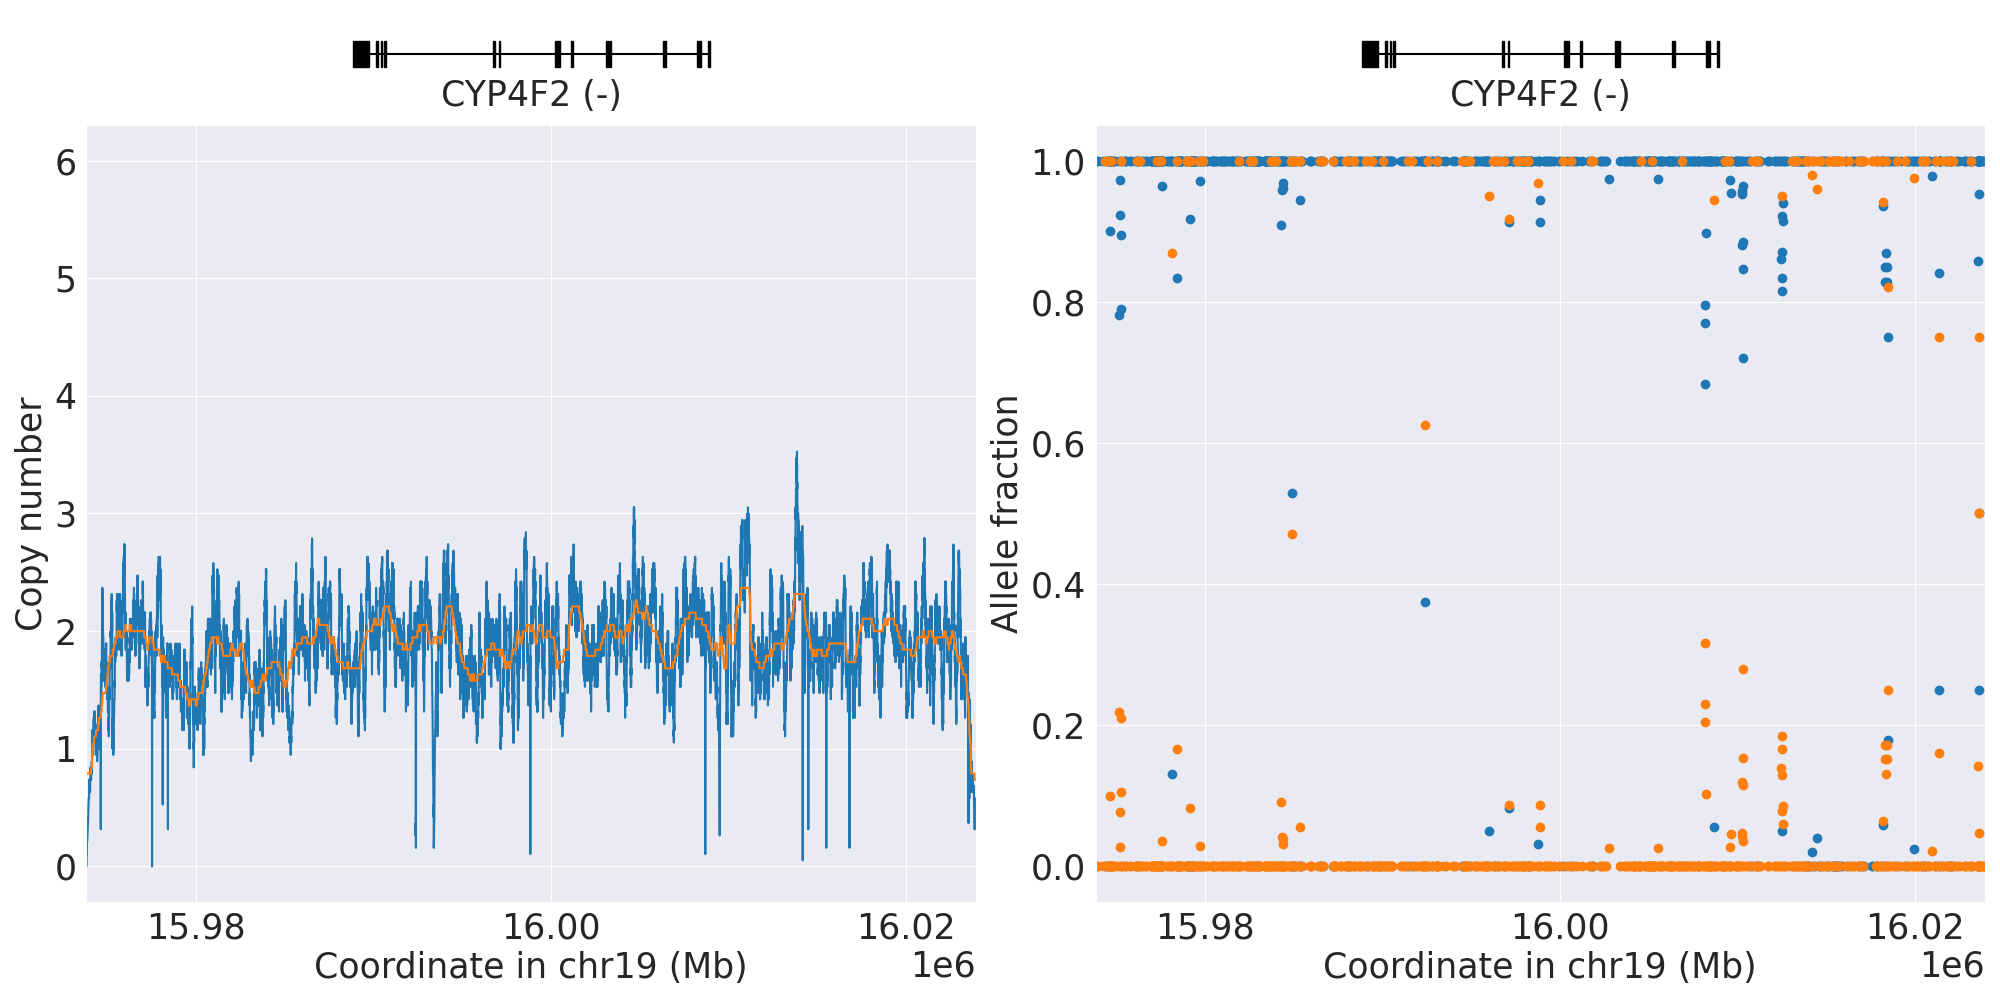 CYP4F2 (-)
6
5
4
3
2
1
0
Copy number
15.98
16.00
16.02
Coordinate in chr19 (Mb)
1e6
CYP4F2 (-)
1.0
0.8
0.6
0.4
0.2
0.0
Allele fraction
15.98
16.00
16.02
Coordinate in chr19 (Mb)
1e6